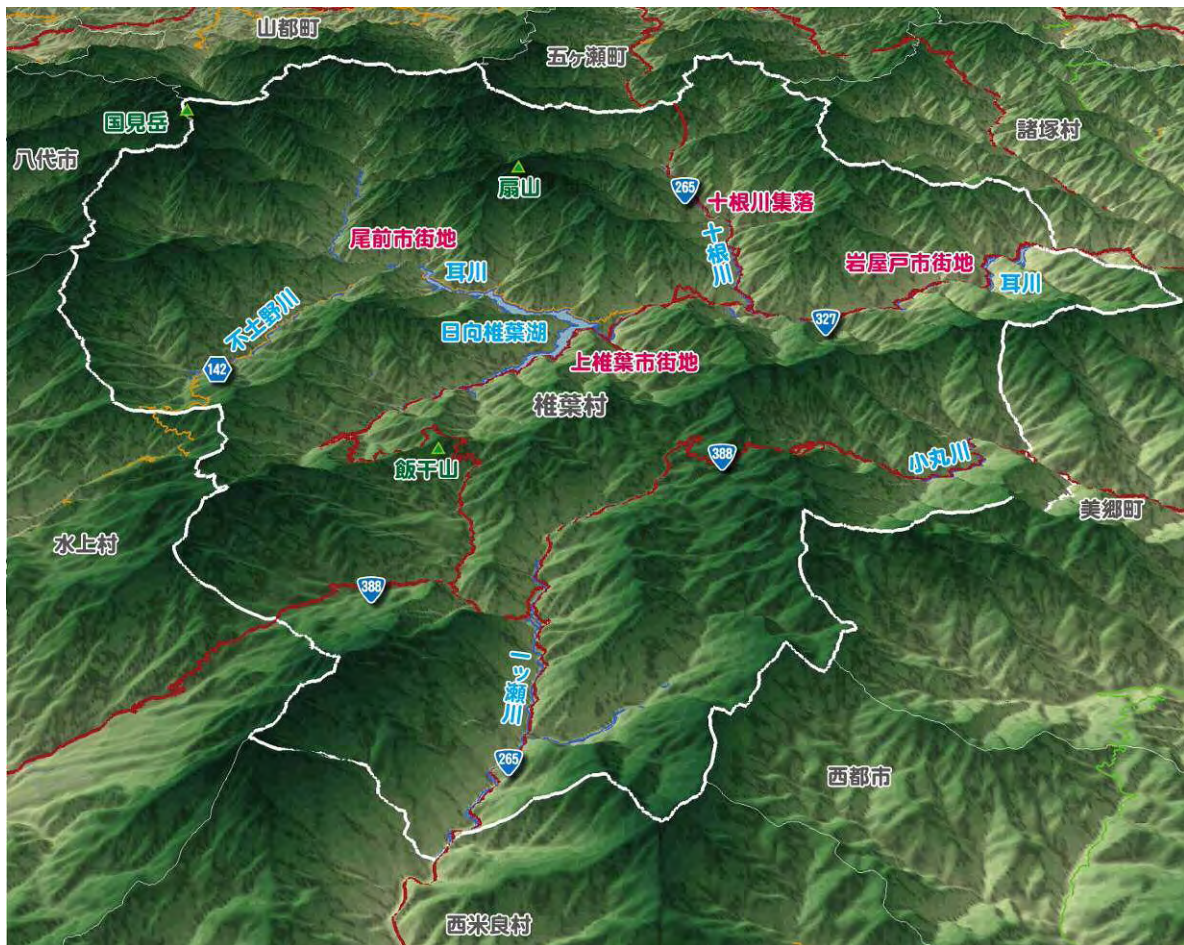 山都町
五ヶ瀬町
国見岳
諸塚村
八代市
扇山
265
十根川集落
尾前市街地
十根川
岩屋戸市街地
耳川
耳川
不土野川
日向椎葉湖
327
142
上椎葉市街地
椎葉村
飯干山
388
小丸川
美郷町
水上村
388
一ッ瀬川
265
西都市
西米良村